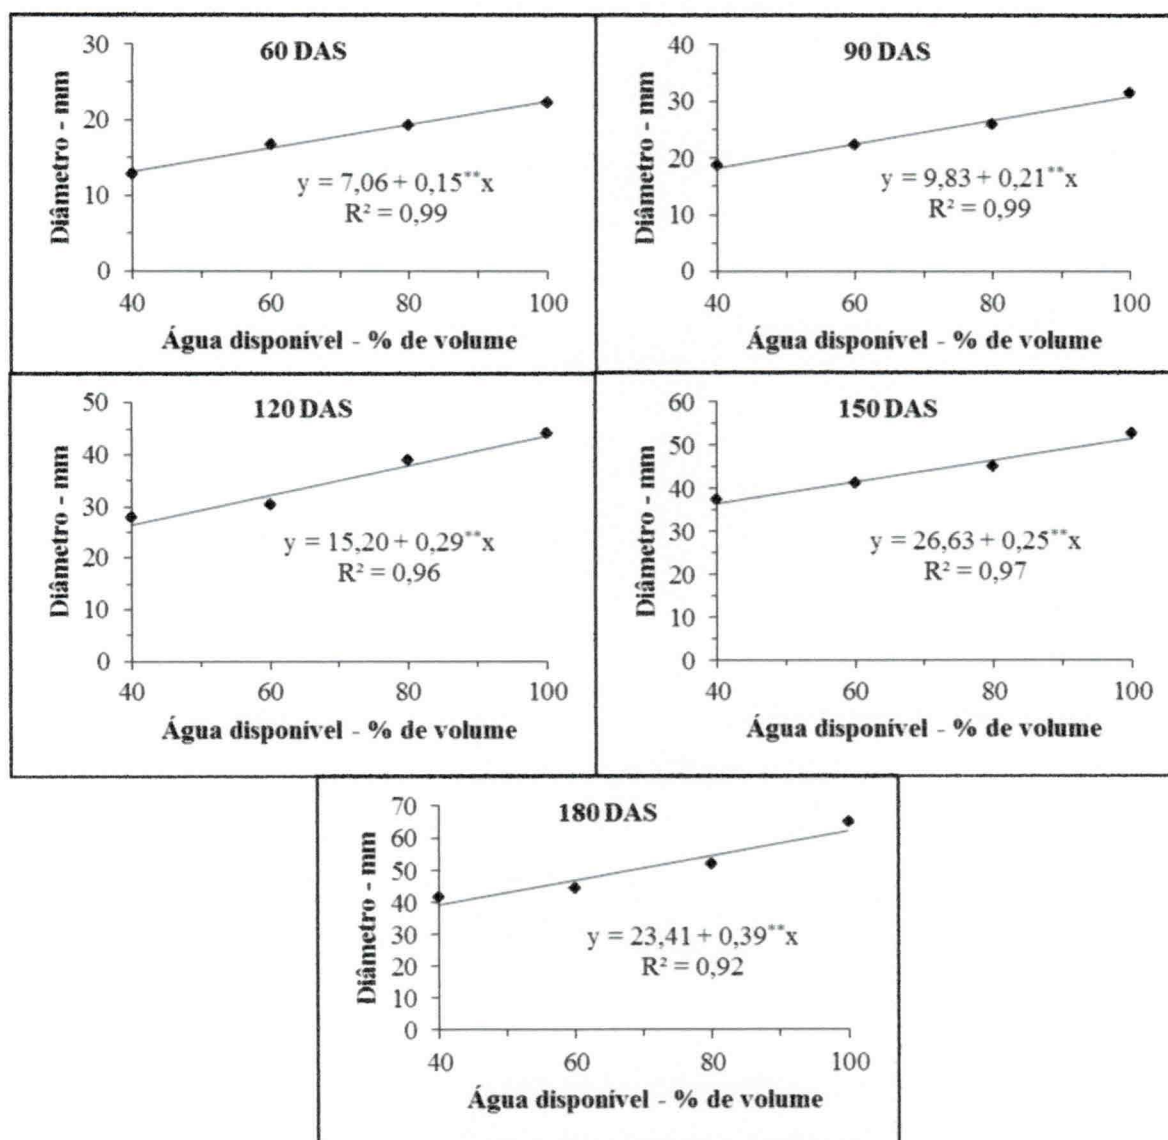 60 DAS
Diâmetro - mm
30
20
10
0
y = 7,06 + 0,15**x
R² = 0,99
40 60 80 100
Água disponível - % de volume
90 DAS
Diâmetro - mm
40
30
20
10
0
y = 9,83 + 0,21**x
R² = 0,99
40 60 80 100
Água disponível - % de volume
120 DAS
Diâmetro - mm
50
40
30
20
10
0
y = 15,20 + 0,29**x
R² = 0,96
40 60 80 100
Água disponível - % de volume
150 DAS
Diâmetro - mm
60
50
40
30
20
10
0
y = 26,63 + 0,25**x
R² = 0,97
40 60 80 100
Água disponível - % de volume
180 DAS
Diâmetro - mm
70
60
50
40
30
20
10
0
y = 23,41 + 0,39**x
R² = 0,92
40 60 80 100
Água disponível - % de volume